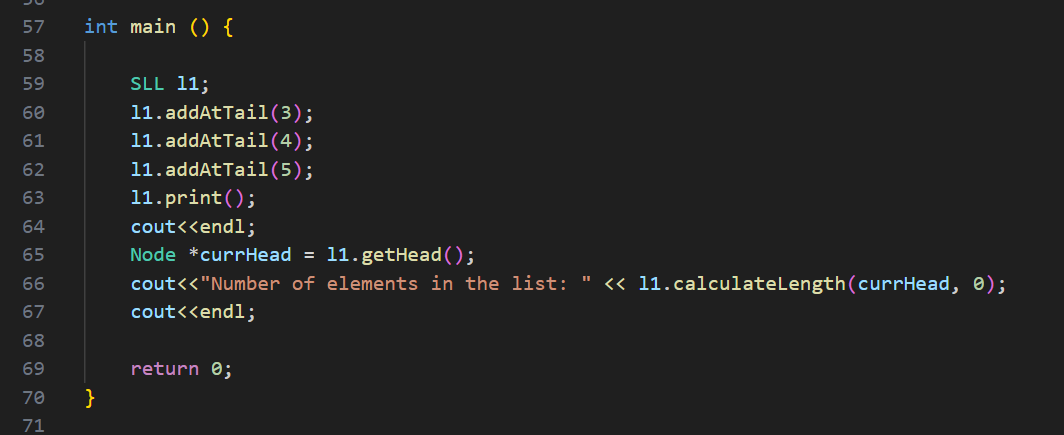 56
57 int main () {
58
59 SLL l1;
60 l1.addAtTail(3);
61 l1.addAtTail(4);
62 l1.addAtTail(5);
63 l1.print();
64 cout<<endl;
65 Node *currHead = l1.getHead();
66 cout<<"Number of elements in the list: " << l1.calculateLength(currHead, 0);
67 cout<<endl;
68
69 return 0;
70 }
71